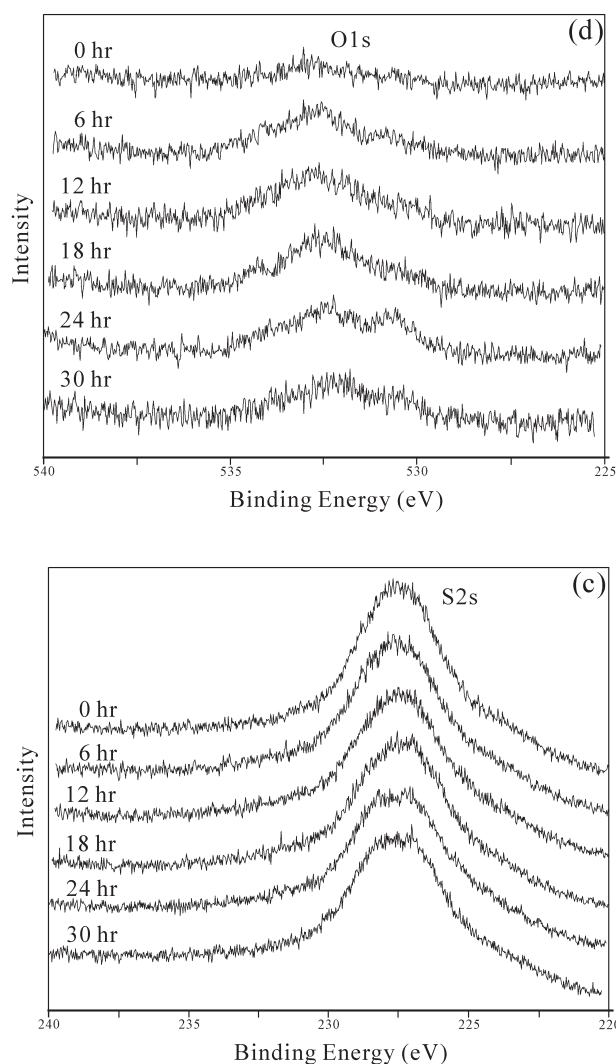 (d)
O1s
0 hr
6 hr
12 hr
18 hr
24 hr
30 hr
Intensity
540 535 530 225
Binding Energy (eV)
(c)
S2s
0 hr
6 hr
12 hr
18 hr
24 hr
30 hr
Intensity
240 235 230 225 220
Binding Energy (eV)